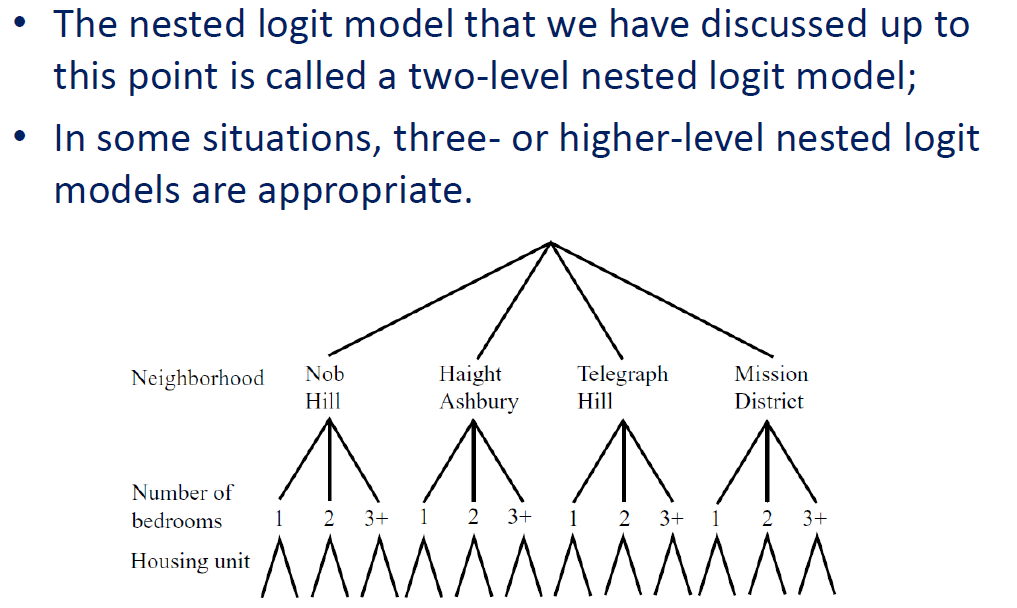 • The nested logit model that we have discussed up to
this point is called a two-level nested logit model;
• In some situations, three- or higher-level nested logit
models are appropriate.
Neighborhood
Nob
Hill
Haight
Ashbury
Telegraph
Hill
Mission
District
Number of
bedrooms
1 2 3+ 1 2 3+ 1 2 3+ 1 2 3+
Housing unit